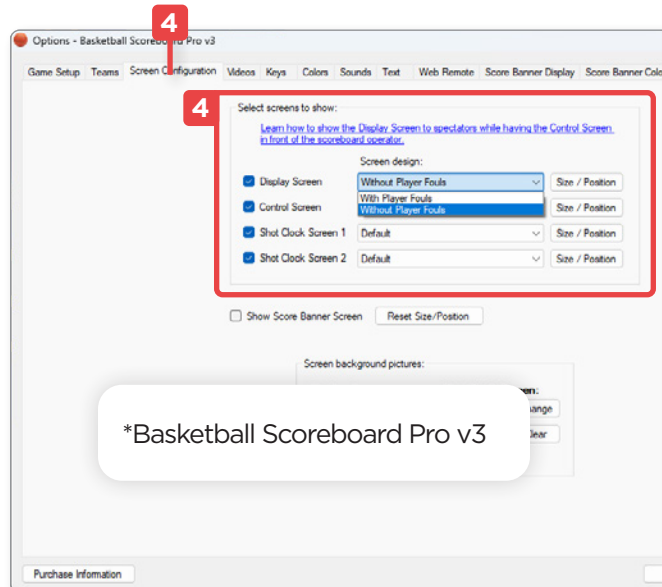 4
Options - Basketball Scoreboard Pro v3
Game Setup Teams Screen Configuration Videos Keys Colors Sounds Text Web Remote Score Banner Display Score Banner
4
Select screens to show:
Learn how to show the Display Screen to spectators while having the Control Screen
in front of the scoreboard operator.
Screen design:
Display Screen Without Player Fouls Size / Position
With Player Fouls
Control Screen Without Player Fouls Size / Position
Shot Clock Screen 1 Default Size / Position
Shot Clock Screen 2 Default Size / Position
Show Score Banner Screen Reset Size/Position
Screen background pictures:
*Basketball Scoreboard Pro v3
Purchase Information